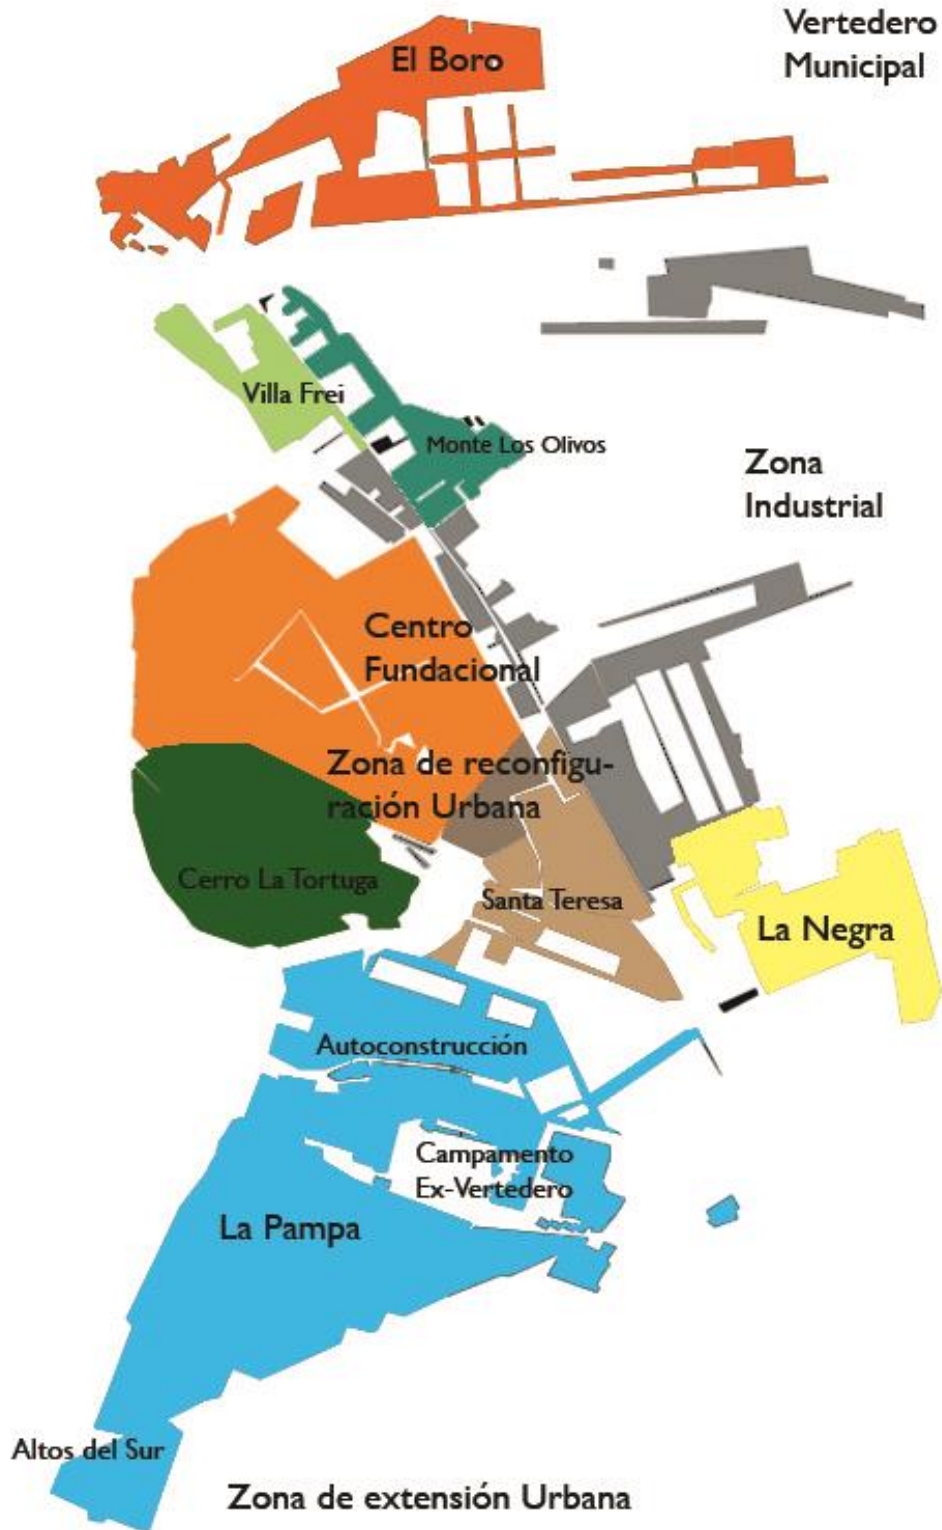 Vertedero
Municipal
El Boro
Villa Frei
Monte Los Olivos
Zona
Industrial
Centro
Fundacional
Zona de reconfigu-
ración Urbana
Cerro La Tortuga
Santa Teresa
La Negra
Autoconstrucción
Campamento
Ex-Vertedero
La Pampa
Altos del Sur
Zona de extensión Urbana